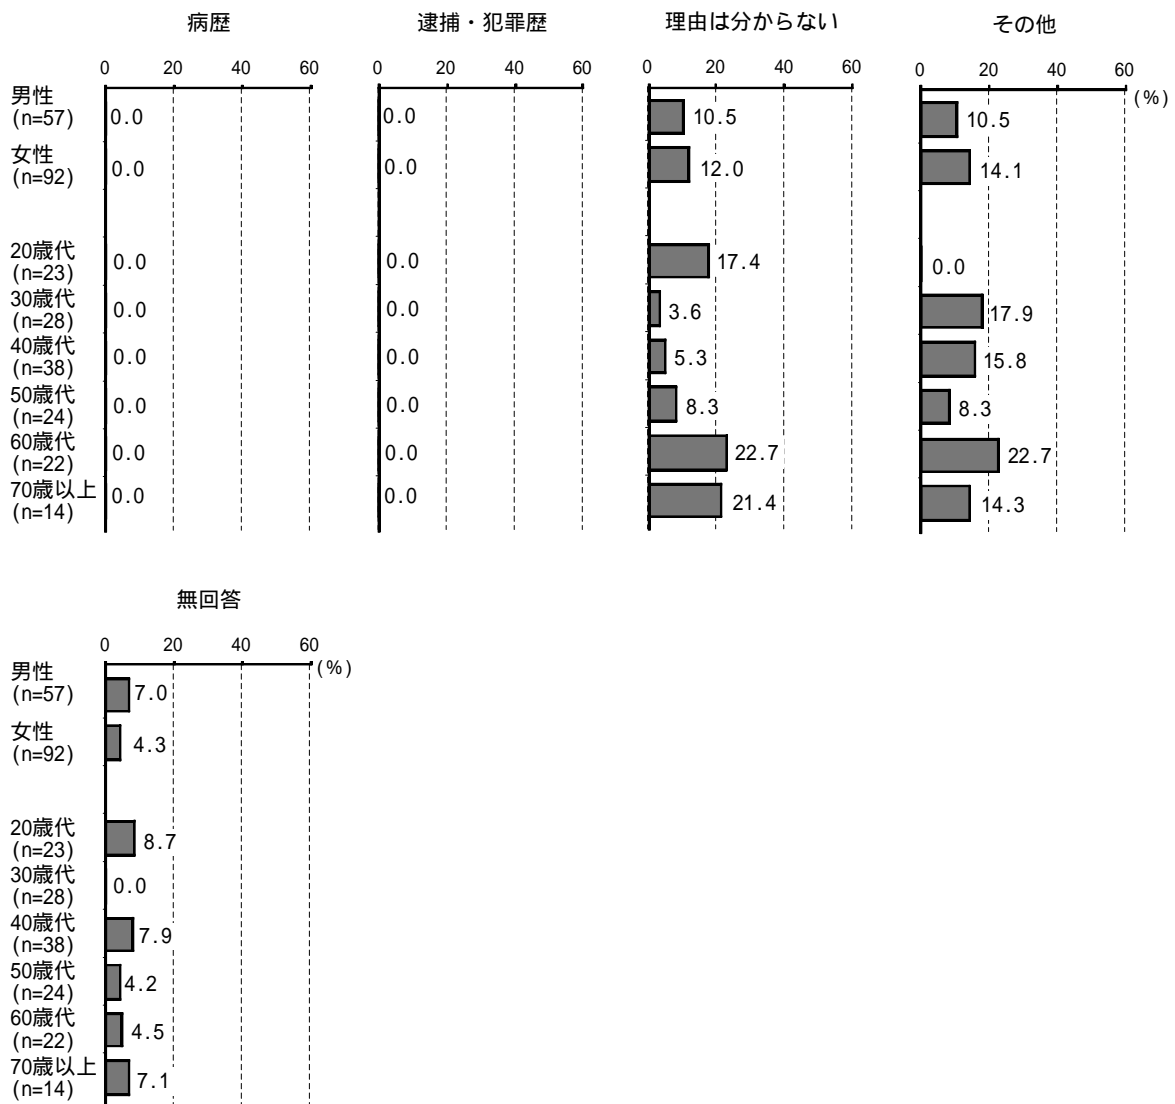 病歴
逮捕・犯罪歴
理由は分からない
その他
0 20 40 60
0 20 40 60
0 20 40 60
0 20 40 60
(%)
男性
(n=57)
0.0
0.0
10.5
10.5
女性
(n=92)
0.0
0.0
12.0
14.1
20歳代
(n=23)
0.0
0.0
17.4
0.0
30歳代
(n=28)
0.0
0.0
3.6
17.9
40歳代
(n=38)
0.0
0.0
5.3
15.8
50歳代
(n=24)
0.0
0.0
8.3
8.3
60歳代
(n=22)
0.0
0.0
22.7
22.7
70歳以上
(n=14)
0.0
0.0
21.4
14.3
無回答
0 20 40 60
(%)
男性
(n=57)
7.0
女性
(n=92)
4.3
20歳代
(n=23)
8.7
30歳代
(n=28)
0.0
40歳代
(n=38)
7.9
50歳代
(n=24)
4.2
60歳代
(n=22)
4.5
70歳以上
(n=14)
7.1